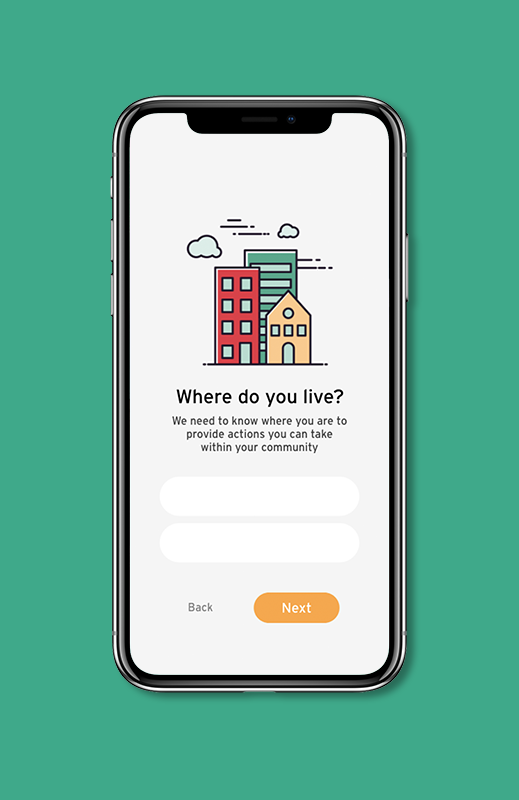 Where do you live?
We need to know where you are to
provide actions you can take
within your community
Back
Next